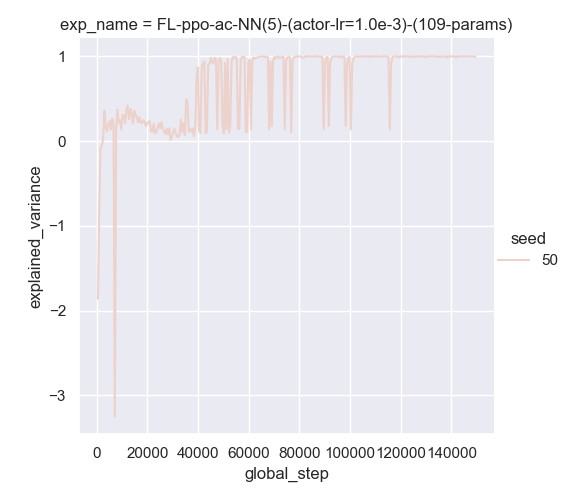 exp_name = FL-ppo-ac-NN(5)-(actor-lr=1.0e-3)-(109-params)
1
0
−1
−2
−3
explained_variance
seed
50
0 20000 40000 60000 80000 100000 120000 140000
global_step